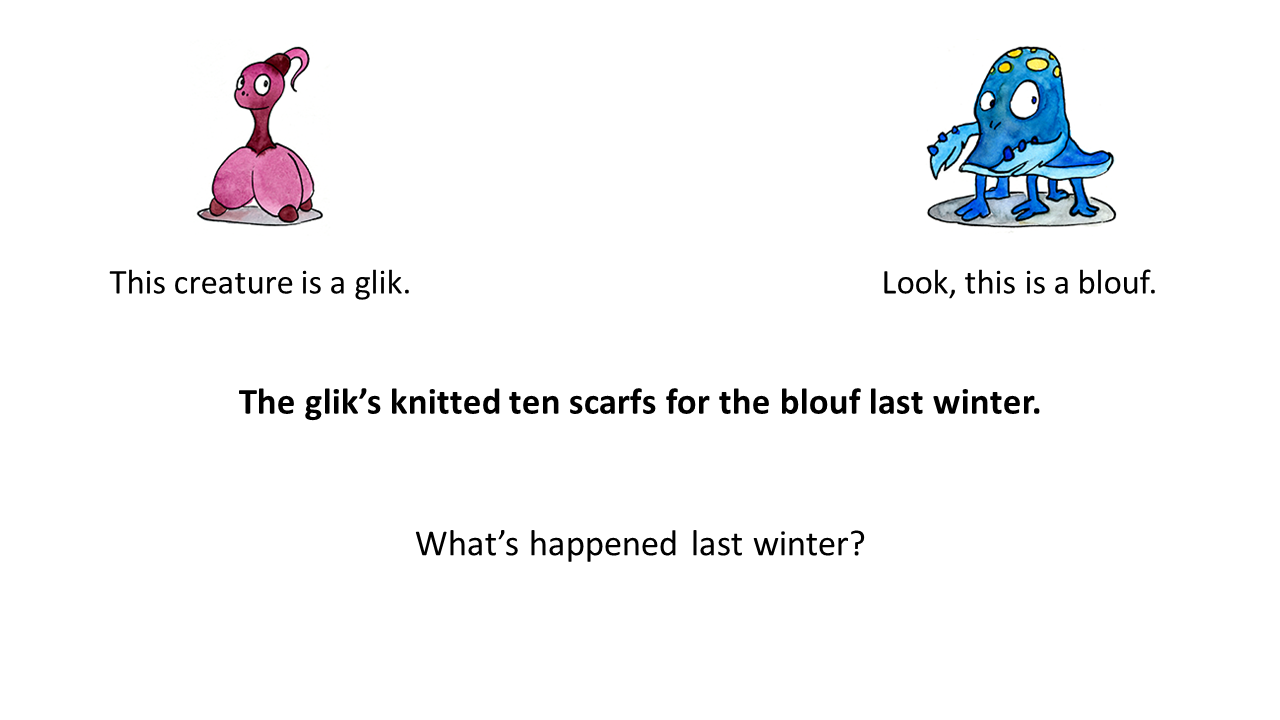 This creature is a glik.
Look, this is a blouf.
The glik’s knitted ten scarfs for the blouf last winter.
What’s happened last winter?